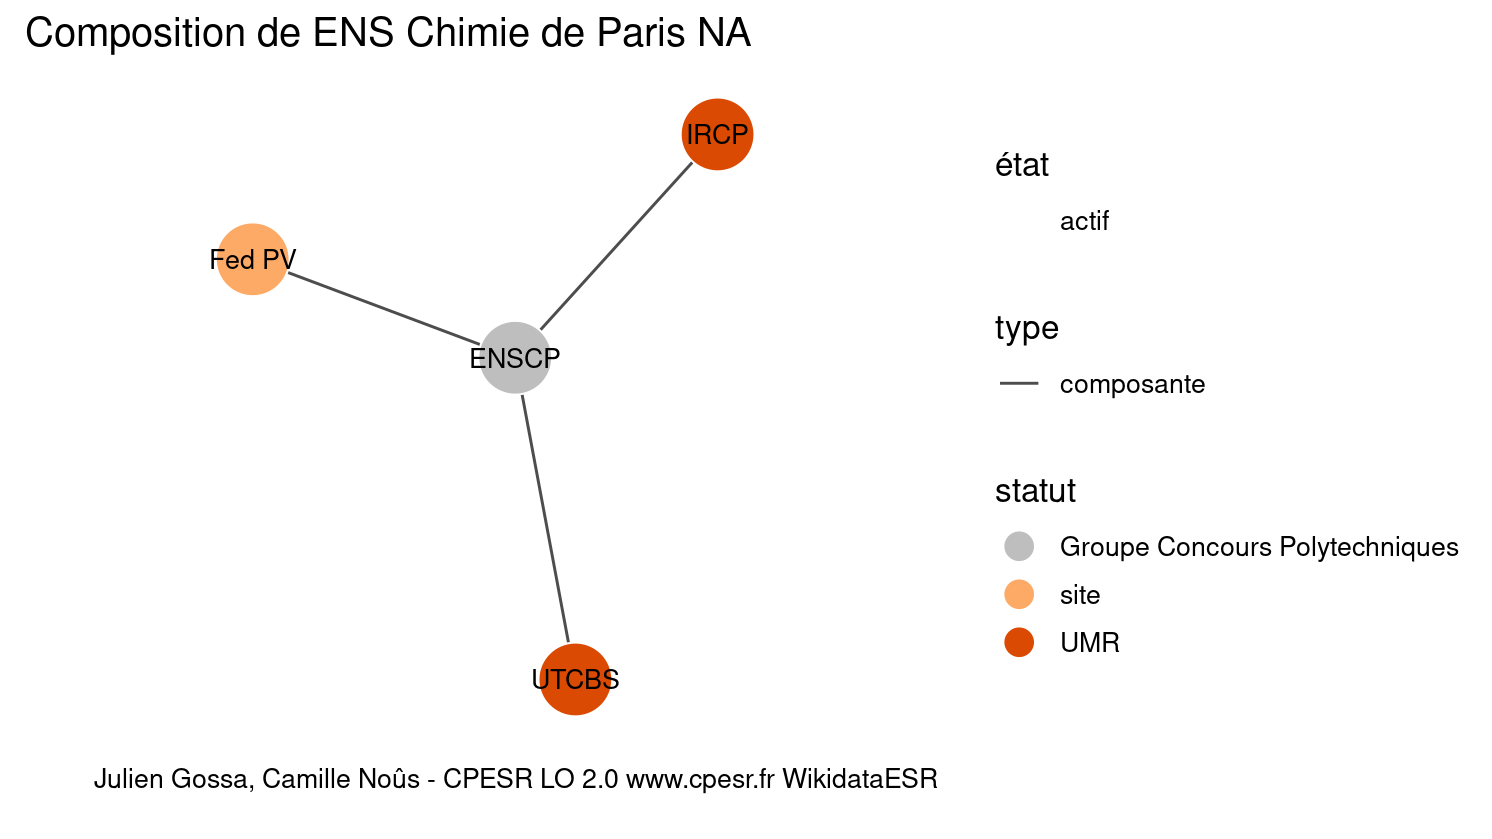 Composition de ENS Chimie de Paris NA
IRCP
Fed PV
ENSCP
UTCBS
état
actif
type
composante
statut
Groupe Concours Polytechniques
site
UMR
Julien Gossa, Camille Noûs - CPESR LO 2.0 www.cpesr.fr WikidataESR